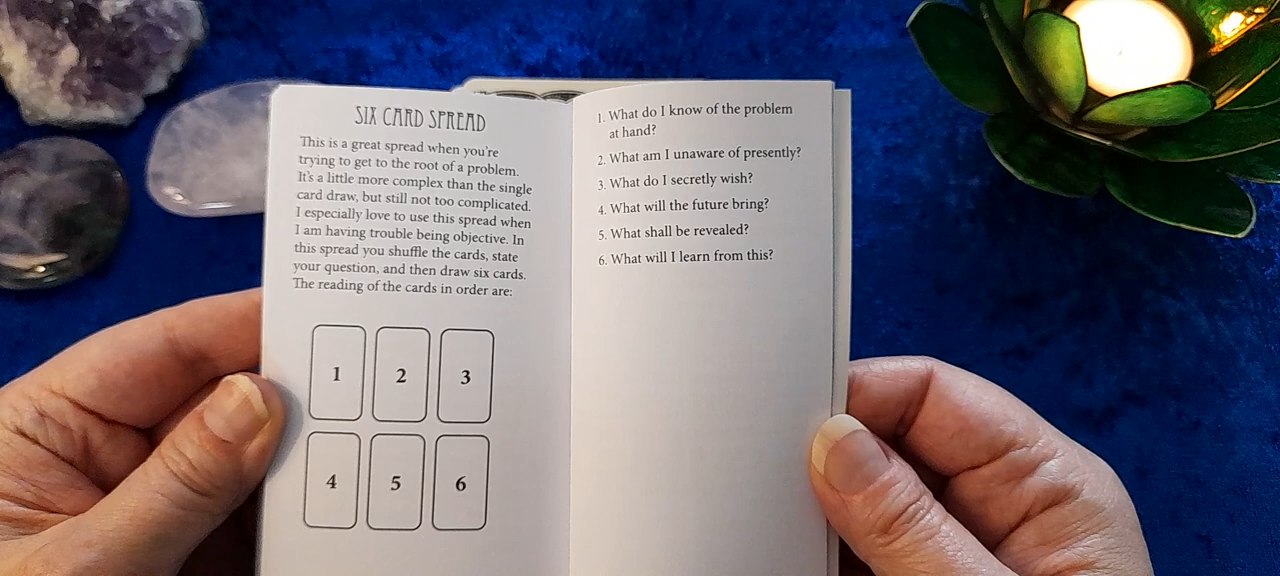 SIX CARD SPREAD
This is a great spread when you're
trying to get to the root of a problem.
It's a little more complex than the single
card draw, but still not too complicated.
I especially love to use this spread when
I am having trouble being objective. In
this spread you shuffle the cards, state
your question, and then draw six cards.
The reading of the cards in order are:
1 2 3
4 5 6
1. What do I know of the problem
at hand?
2. What am I unaware of presently?
3. What do I secretly wish?
4. What will the future bring?
5. What shall be revealed?
6. What will I learn from this?